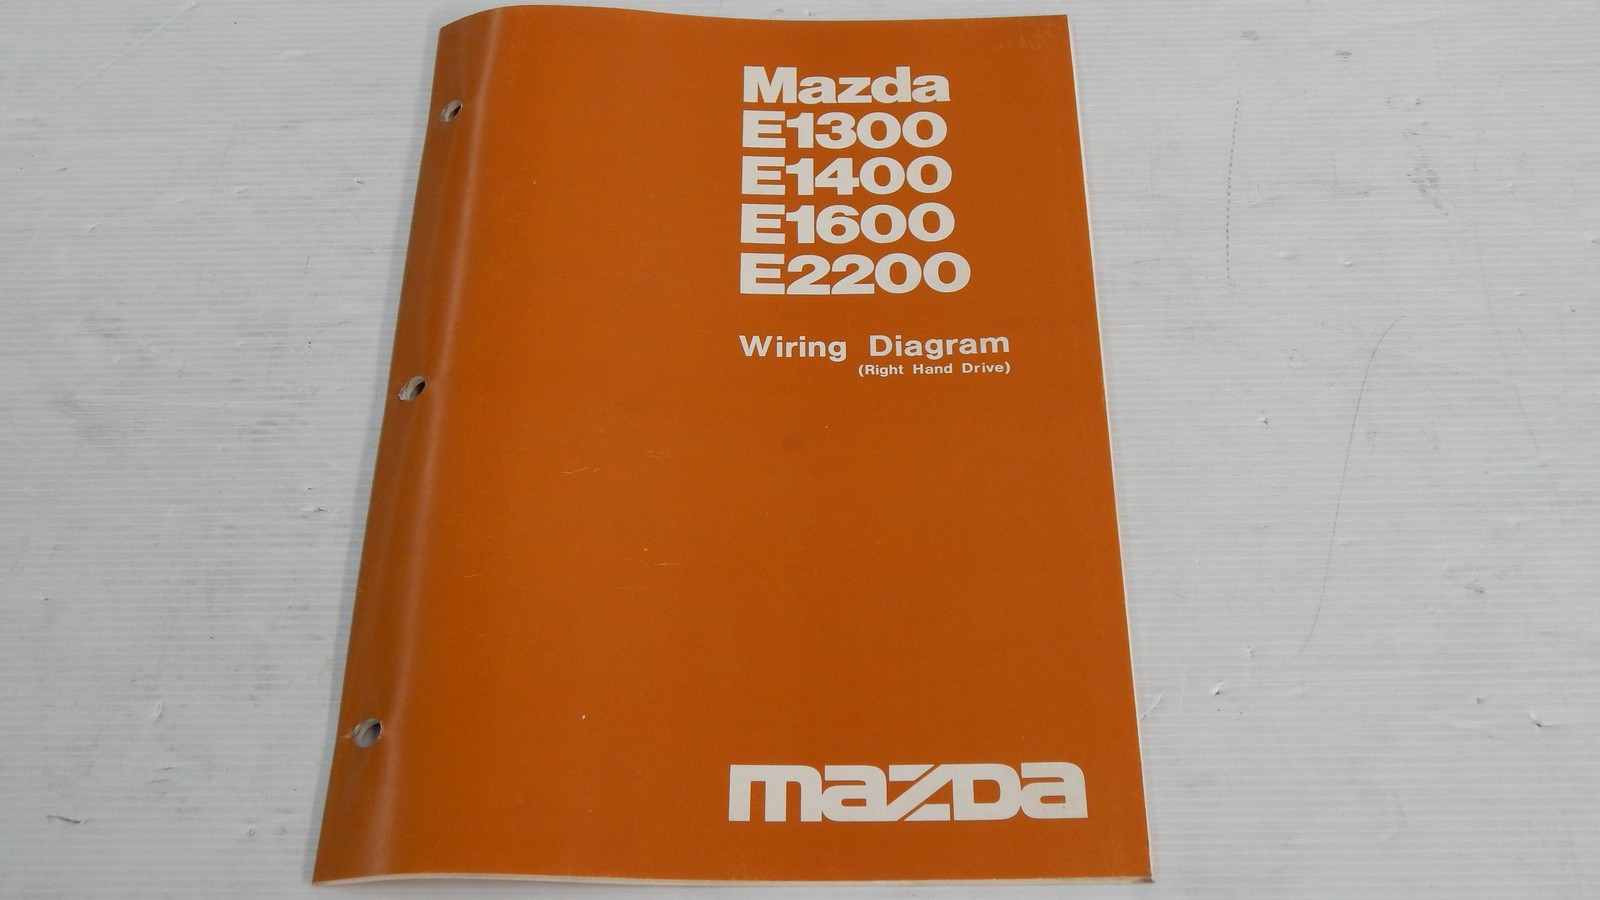 Mazda
E1300
E1400
E1600
E2200
Wiring Diagram
(Right Hand Drive)
mazDa